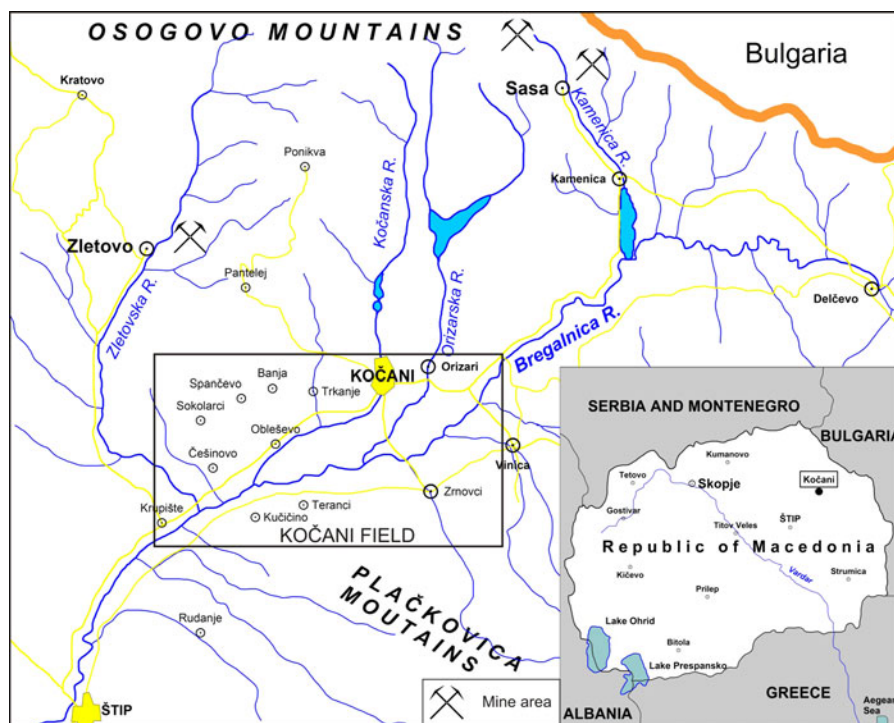 OSOGOVO MOUNTAINS
Bulgaria
Kratovo
Sasa
Kamenica R.
Ponikva
Kočanska R.
Kamenica
Zletovo
Zletovska R.
Pantelej
Orizarska R.
Delčevo
Bregalnica R.
KOČANI
Orizari
Banja
Spančevo
Trkanje
Sokolarci
Obleševo
Češinovo
Vinica
Zrnovci
Krupište
Teranci
Kučičino
KOČANI FIELD
PLAČKOVICA
MOUTAINS
Rudanje
ŠTIP
Mine area
SERBIA AND MONTENEGRO
BULGARIA
Kumanovo
Tetovo
Skopje
Kočani
Gostivar
Titov Veles
ŠTIP
Republic of Macedonia
Kičevo
Vardar
Strumica
Prilep
Lake Ohrid
Bitola
Lake Prespansko
GREECE
ALBANIA
Aegean
Sea